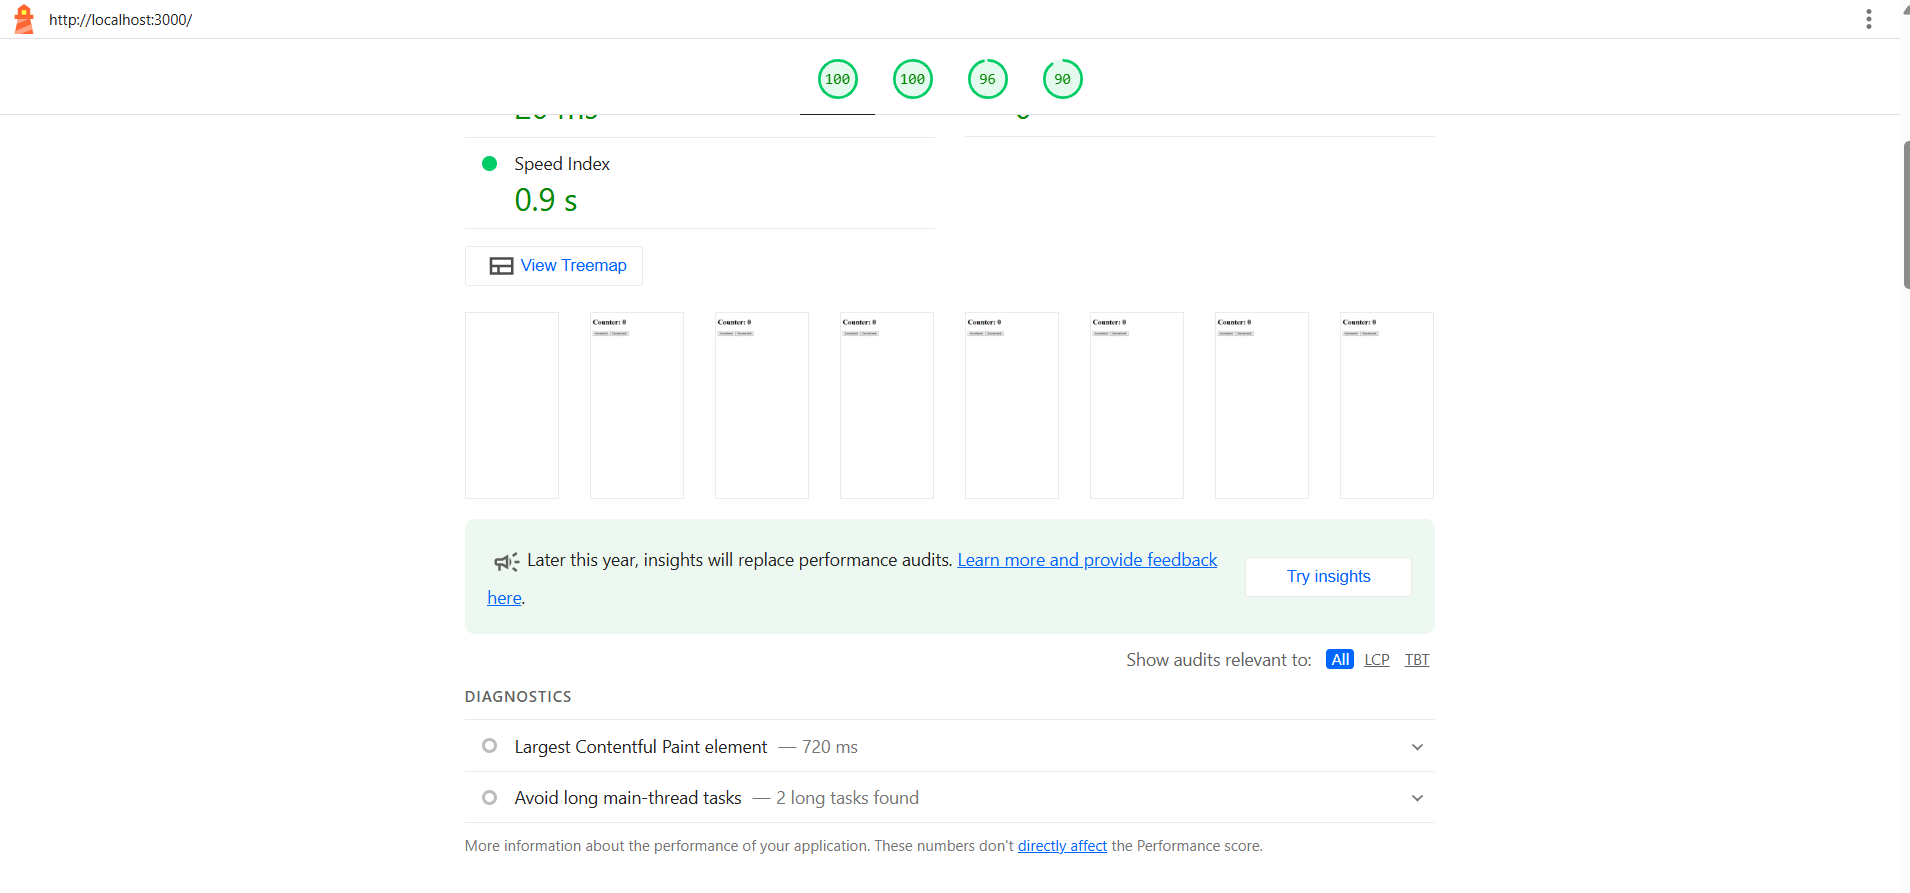 http://localhost:3000/
100 100 96 90
Speed Index
0.9 s
View Treemap
Counter: 0 Counter: 0 Counter: 0 Counter: 0 Counter: 0 Counter: 0 Counter: 0
Later this year, insights will replace performance audits. Learn more and provide feedback
here.
Try insights
Show audits relevant to: All LCP TBT
DIAGNOSTICS
Largest Contentful Paint element — 720 ms
Avoid long main-thread tasks — 2 long tasks found
More information about the performance of your application. These numbers don't directly affect the Performance score.